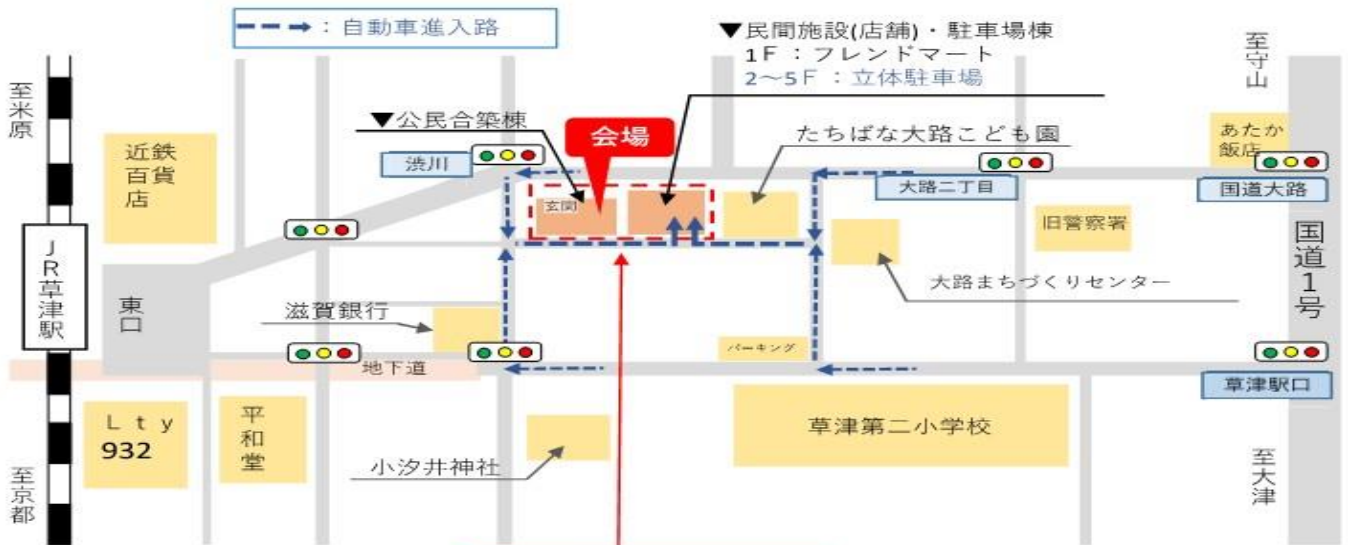 ：自動車進入路
▼民間施設(店舗)・駐車場棟
1F：フレンドマート
2～5F：立体駐車場
至守山
至米原
▼公民合築棟
会場
たちばな大路こども園
あたか
飯店
近鉄
百貨
店
渋川
大路二丁目
国道大路
玄関
旧警察署
国道1号
JR草津駅
東口
大路まちづくりセンター
滋賀銀行
パーキング
地下道
草津駅口
Lty
932
平和堂
草津第二小学校
小汐井神社
至京都
至大津